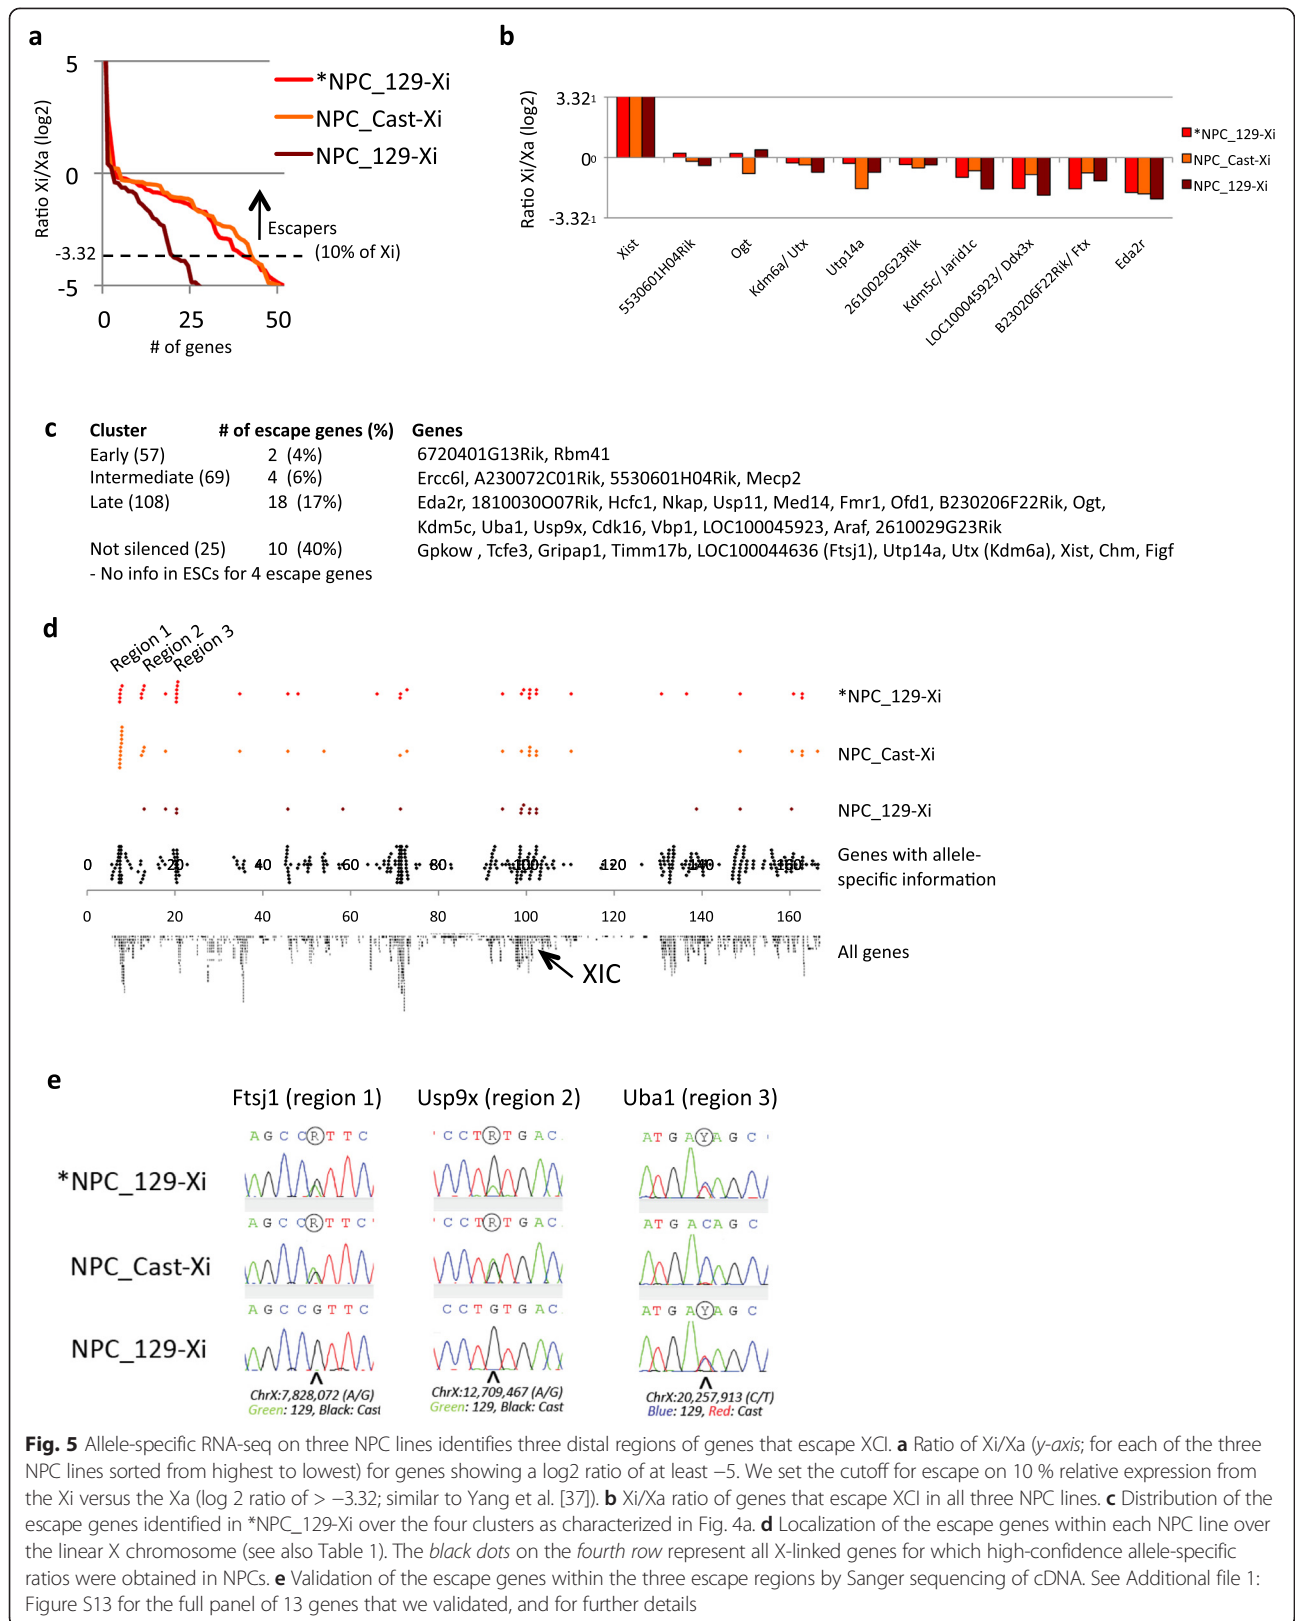 a
5
0
-3.32
-5
Ratio Xi/Xa (log2)
*NPC_129-Xi
NPC_Cast-Xi
NPC_129-Xi
Escapers
(10% of Xi)
0 25 50
# of genes
b
Ratio Xi/Xa (log2)
3.321
00
-3.32-1
*NPC_129-Xi
NPC_Cast-Xi
NPC_129-Xi
Xist
5530601H04Rik
Ogt
Kdm6a/ Utx
Utp14a
2610029G23Rik
Kdm5c/ Jarid1c
LOC100045923/ Ddx3x
B230206F22Rik/ Ftx
Eda2r
c
Cluster # of escape genes (%) Genes
Early (57) 2 (4%) 6720401G13Rik, Rbm41
Intermediate (69) 4 (6%) Ercc6l, A230072C01Rik, 5530601H04Rik, Mecp2
Late (108) 18 (17%) Eda2r, 1810030O07Rik, Hcfc1, Nkap, Usp11, Med14, Fmr1, Ofd1, B230206F22Rik, Ogt,
Kdm5c, Uba1, Usp9x, Cdk16, Vbp1, LOC100045923, Araf, 2610029G23Rik
Not silenced (25) 10 (40%) Gpkow , Tcfe3, Gripap1, Timm17b, LOC100044636 (Ftsj1), Utp14a, Utx (Kdm6a), Xist, Chm, Figf
- No info in ESCs for 4 escape genes
d
Region 1
Region 2
Region 3
*NPC_129-Xi
NPC_Cast-Xi
NPC_129-Xi
0 20 40 60 80 100 120 140 160
Genes with allele-
specific information
0 20 40 60 80 100 120 140 160
All genes
XIC
e
Ftsj1 (region 1) Usp9x (region 2) Uba1 (region 3)
A G C C R T T C C C T R T G A C A T G A Y A G C
*NPC_129-Xi
A G C C R T T C C C T R T G A C A T G A C A G C
NPC_Cast-Xi
A G C C G T T C C C T G T G A C A T G A Y A G C
NPC_129-Xi
ChrX:7,828,072 (A/G) ChrX:12,709,467 (A/G) ChrX:20,257,913 (C/T)
Green: 129, Black: Cast Green: 129, Black: Cast Blue: 129, Red: Cast
Fig. 5 Allele-specific RNA-seq on three NPC lines identifies three distal regions of genes that escape XCI. a Ratio of Xi/Xa (y-axis; for each of the three
NPC lines sorted from highest to lowest) for genes showing a log2 ratio of at least −5. We set the cutoff for escape on 10 % relative expression from
the Xi versus the Xa (log 2 ratio of > −3.32; similar to Yang et al. [37]). b Xi/Xa ratio of genes that escape XCI in all three NPC lines. c Distribution of the
escape genes identified in *NPC_129-Xi over the four clusters as characterized in Fig. 4a. d Localization of the escape genes within each NPC line over
the linear X chromosome (see also Table 1). The black dots on the fourth row represent all X-linked genes for which high-confidence allele-specific
ratios were obtained in NPCs. e Validation of the escape genes within the three escape regions by Sanger sequencing of cDNA. See Additional file 1:
Figure S13 for the full panel of 13 genes that we validated, and for further details